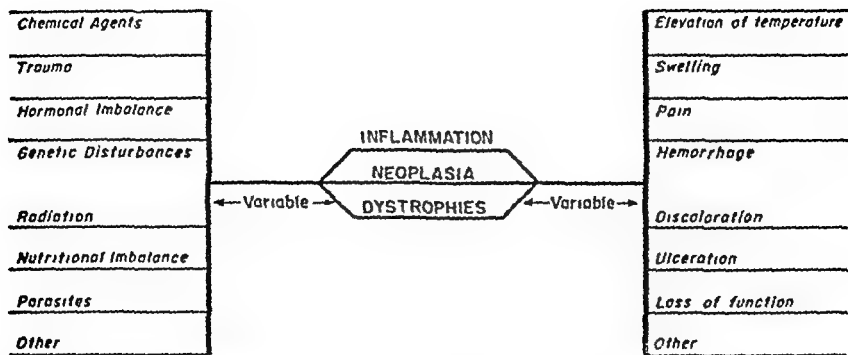 Chemical Agents
Trauma
Hormonal Imbalance
Genetic Disturbances
Radiation
Nutritional Imbalance
Parasites
Other
INFLAMMATION
NEOPLASIA
DYSTROPHIES
Variable
Variable
Elevation of temperature
Swelling
Pain
Hemorrhage
Discoloration
Ulceration
Loss of function
Other